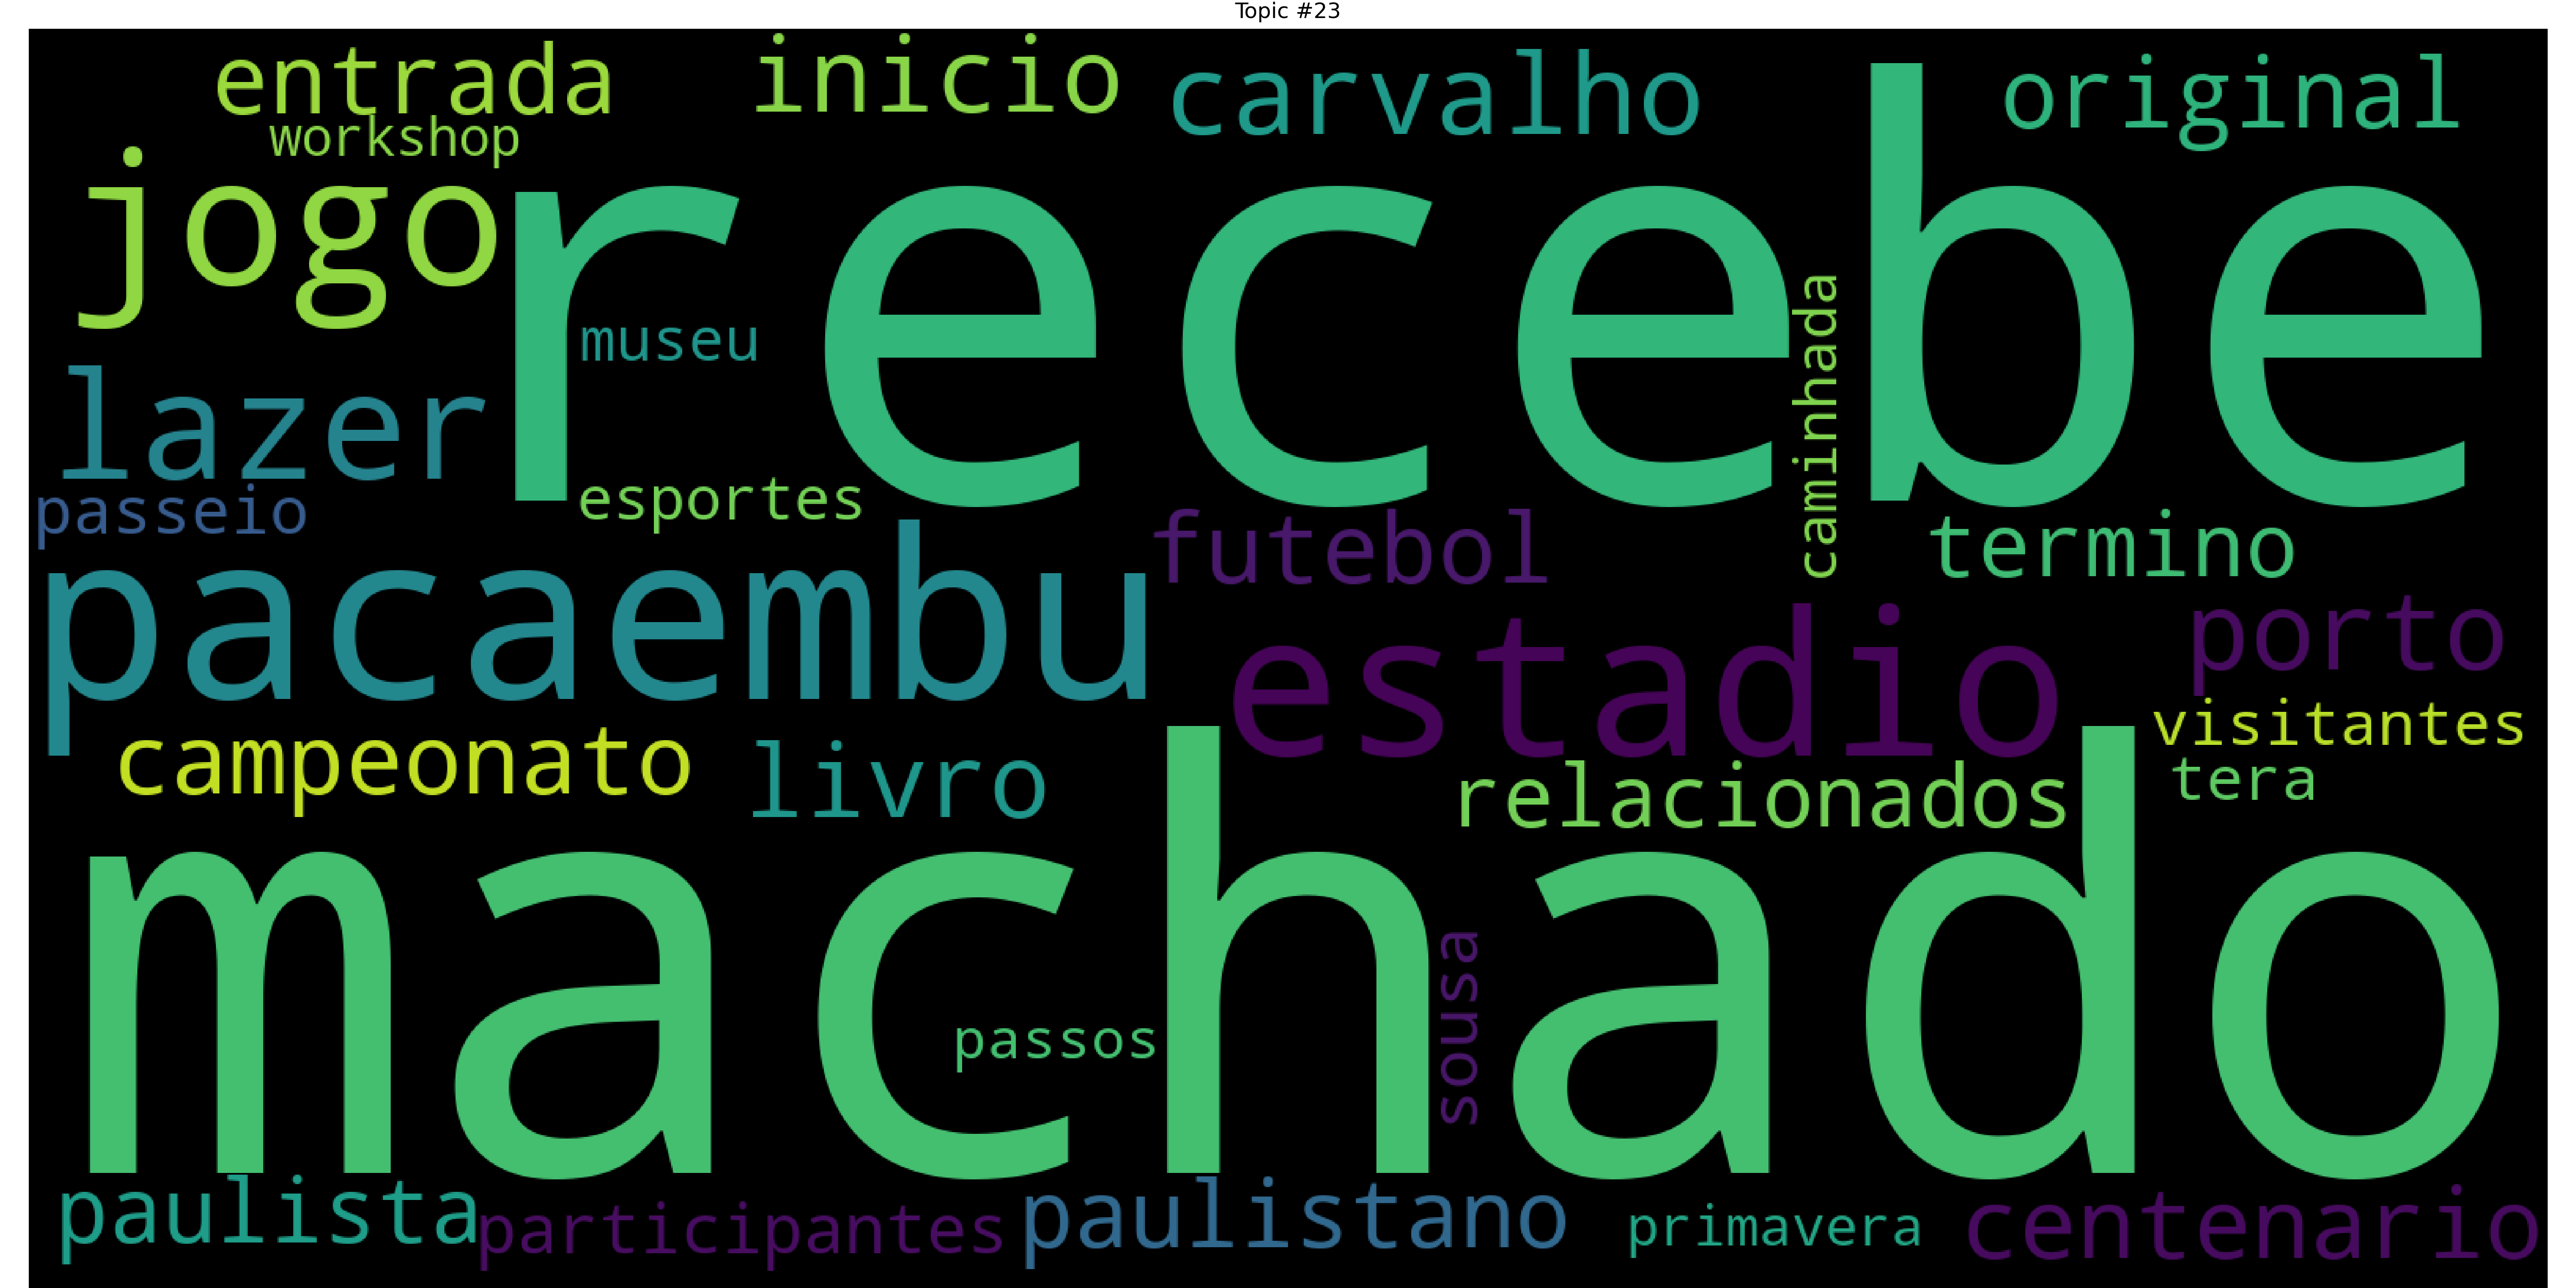 Topic #23
entrada
inicio
carvalho
original
workshop
jogo
recebe
museu
caminhada
lazer
passeio
esportes
futebol
termino
pacaembu
estadio
porto
visitantes
campeonato
livro
relacionados
tera
machado
passos
sousa
paulista
participantes
paulistano
primavera
centenario